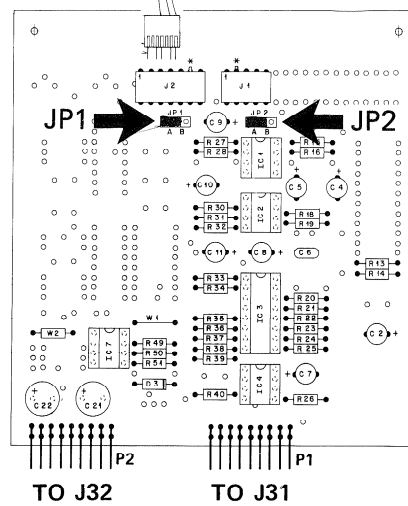 * *
J2 J1
JP1 JP2
JP1 A B C9 + A B JP2
R27 R15
R28 R16
IC1
+ C10 C5 C4
R30 IC2
R31 R18
R32 R19
C11 + C8 + C6
R13
R14
R33
R34
IC3
R20
R21
W1 R35 R22
R36 R23
W2 IC7 R49 R37 R24 C2 +
R50 R38 R25
R51 R39
+ C7
+ C22 + C21 D3 IC4
R40 R26
P2 P1
TO J32 TO J31